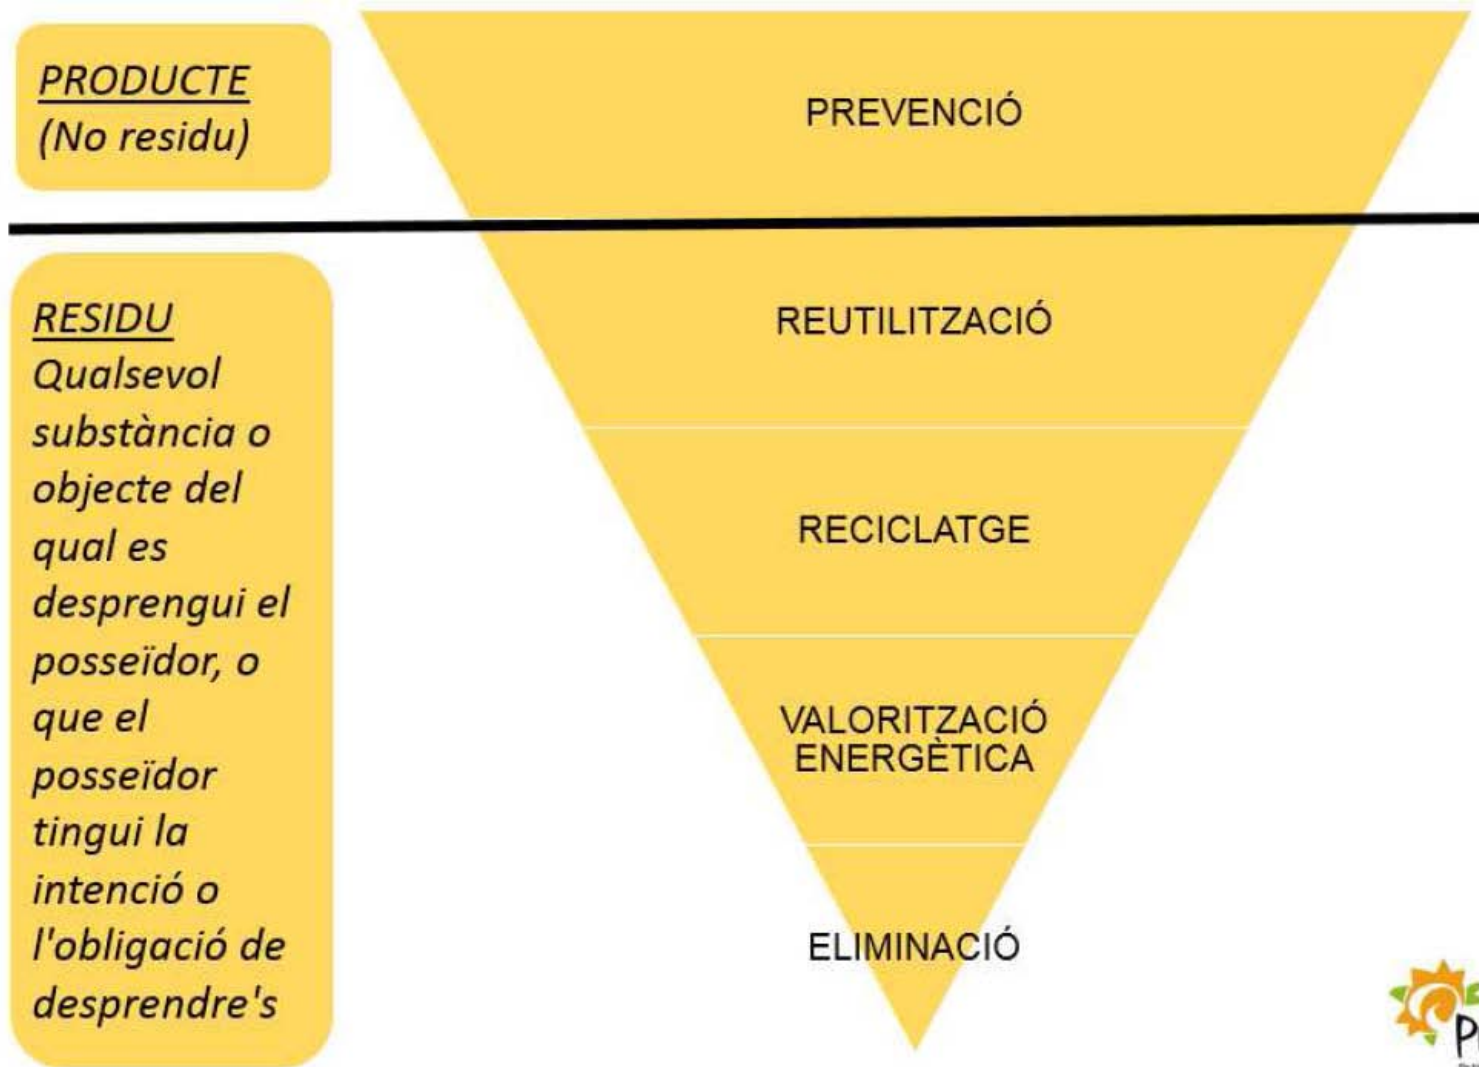 PRODUCTE
(No residu)
PREVENCIÓ
RESIDU
Qualsevol
substància o
objecte del
qual es
desprengui el
posseïdor, o
que el
posseïdor
tingui la
intenció o
l'obligació de
desprendre's
REUTILITZACIÓ
RECICLATGE
VALORITZACIÓ
ENERGÈTICA
ELIMINACIÓ